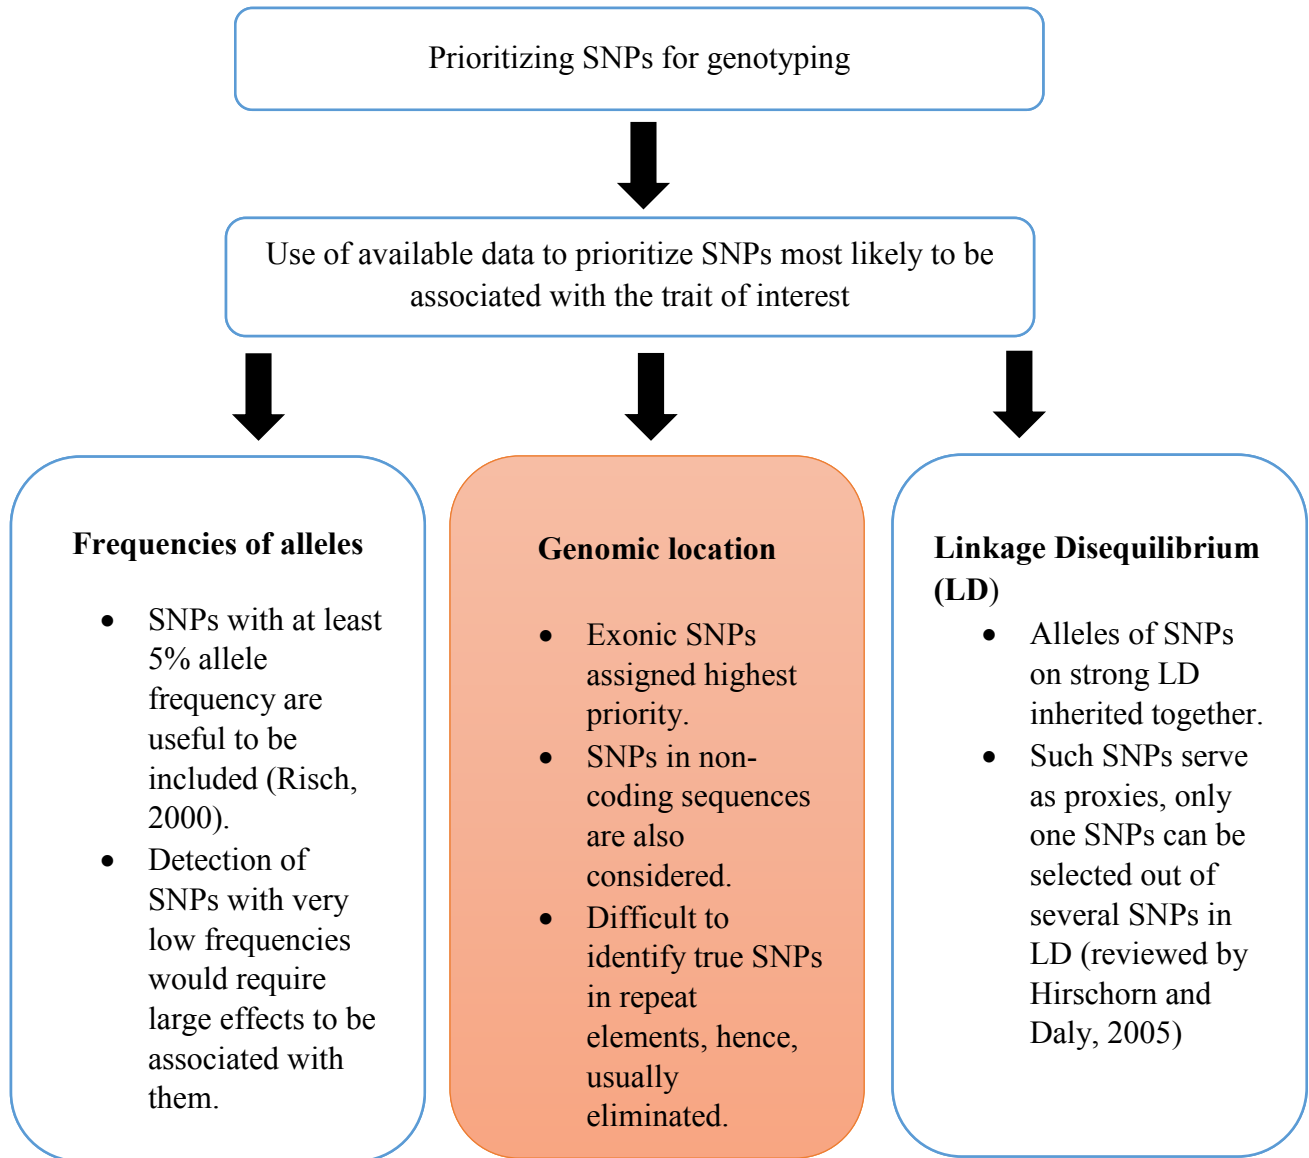 Prioritizing SNPs for genotyping
Use of available data to prioritize SNPs most likely to be
associated with the trait of interest
Frequencies of alleles
• SNPs with at least
5% allele
frequency are
useful to be
included (Risch,
2000).
• Detection of
SNPs with very
low frequencies
would require
large effects to be
associated with
them.
Genomic location
• Exonic SNPs
assigned highest
priority.
• SNPs in non-
coding sequences
are also
considered.
• Difficult to
identify true SNPs
in repeat
elements, hence,
usually
eliminated.
Linkage Disequilibrium
(LD)
• Alleles of SNPs
on strong LD
inherited together.
• Such SNPs serve
as proxies, only
one SNPs can be
selected out of
several SNPs in
LD (reviewed by
Hirschorn and
Daly, 2005)